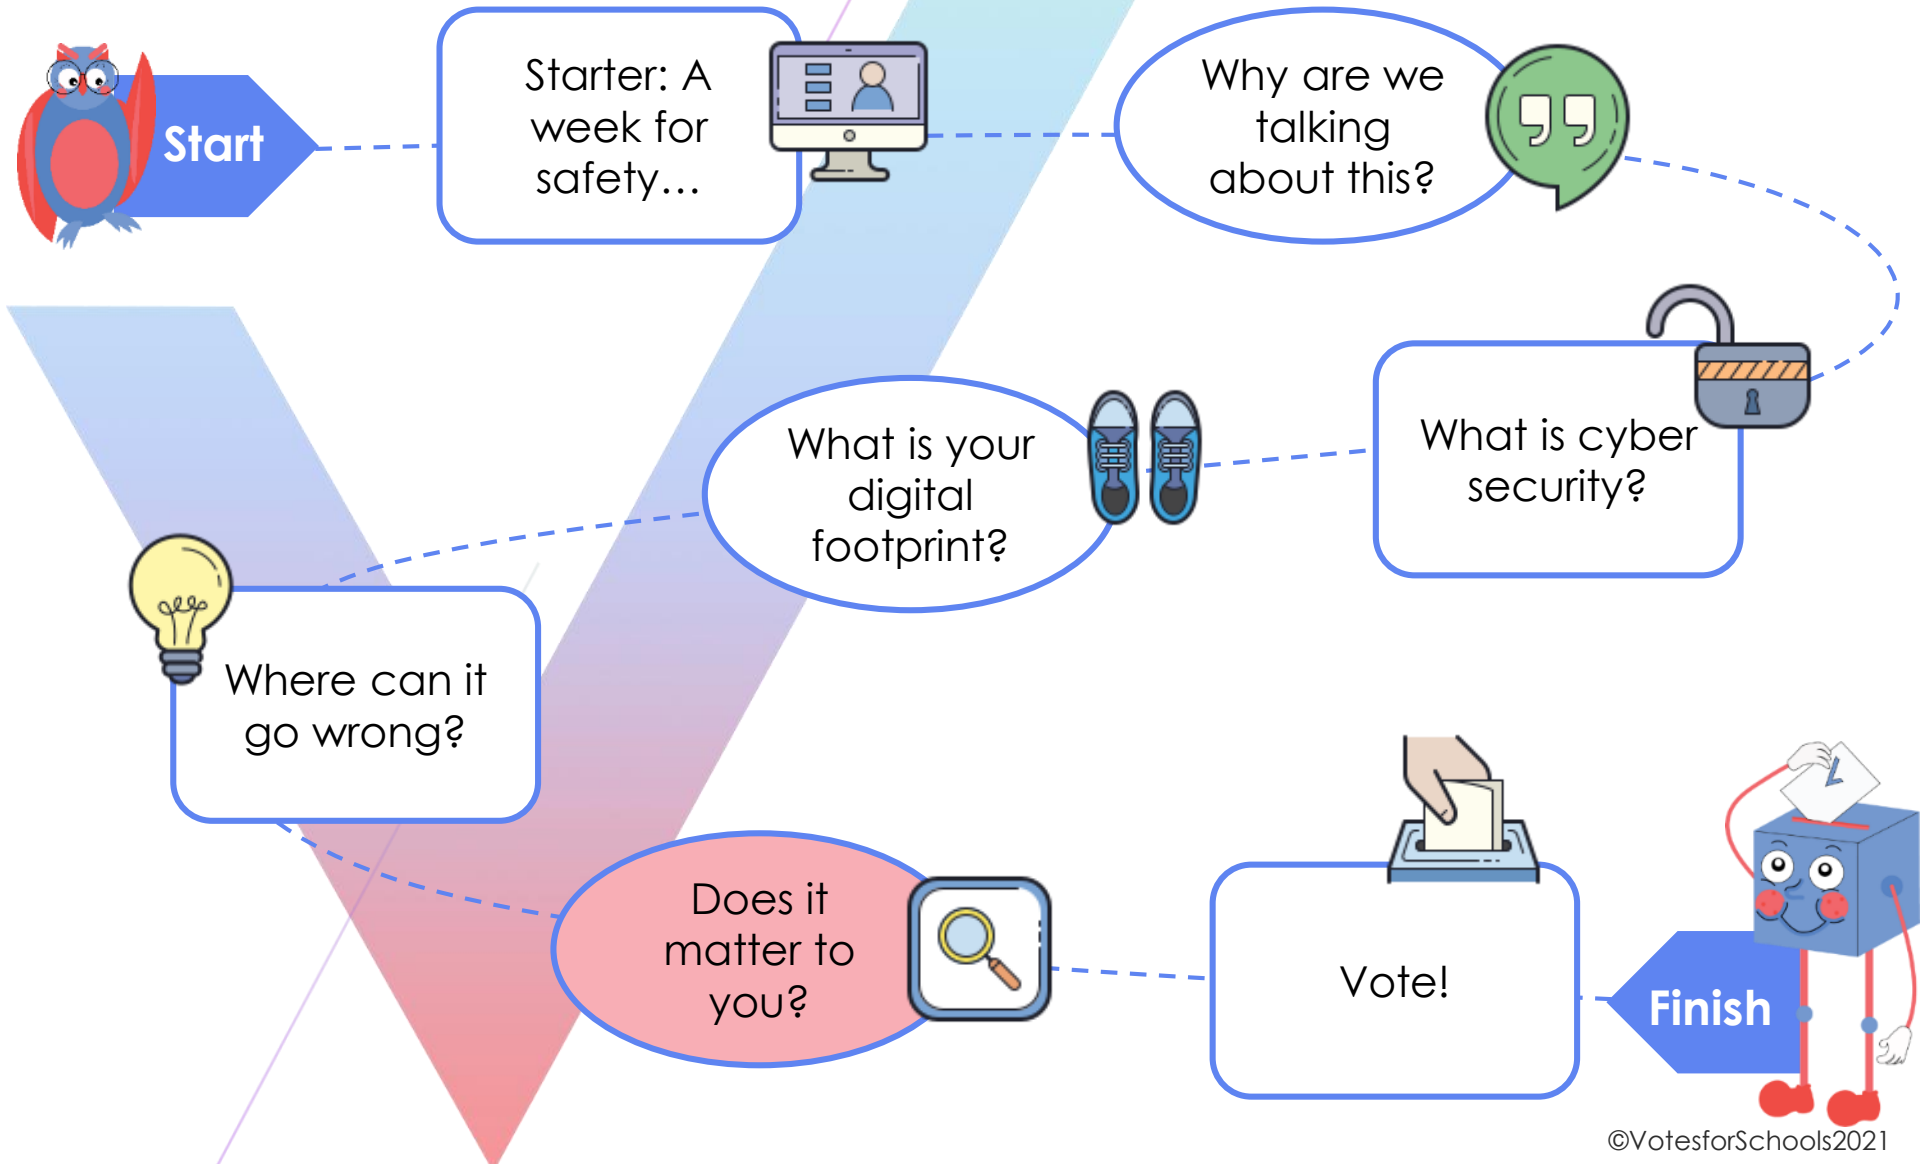 Start
Starter: A
week for
safety...
Why are we
talking
about this?
What is cyber
security?
What is your
digital
footprint?
Where can it
go wrong?
Does it
matter to
you?
Vote!
Finish
©VotesforSchools2021